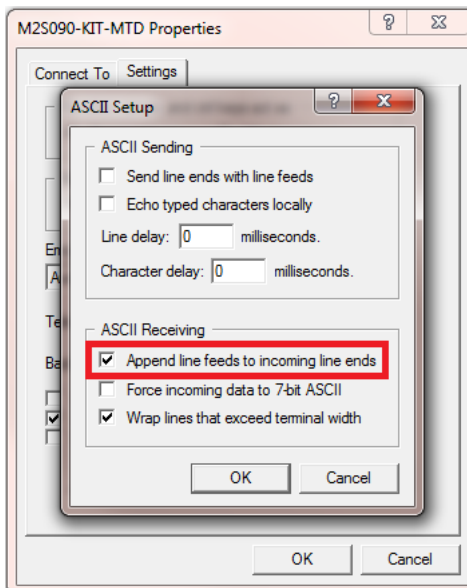 M2S090-KIT-MTD Properties
Connect To
Settings
ASCII Setup
ASCII Sending
Send line ends with line feeds
Echo typed characters locally
Line delay: 0 milliseconds.
Character delay: 0 milliseconds.
ASCII Receiving
Append line feeds to incoming line ends
Force incoming data to 7-bit ASCII
Wrap lines that exceed terminal width
OK
Cancel
OK
Cancel